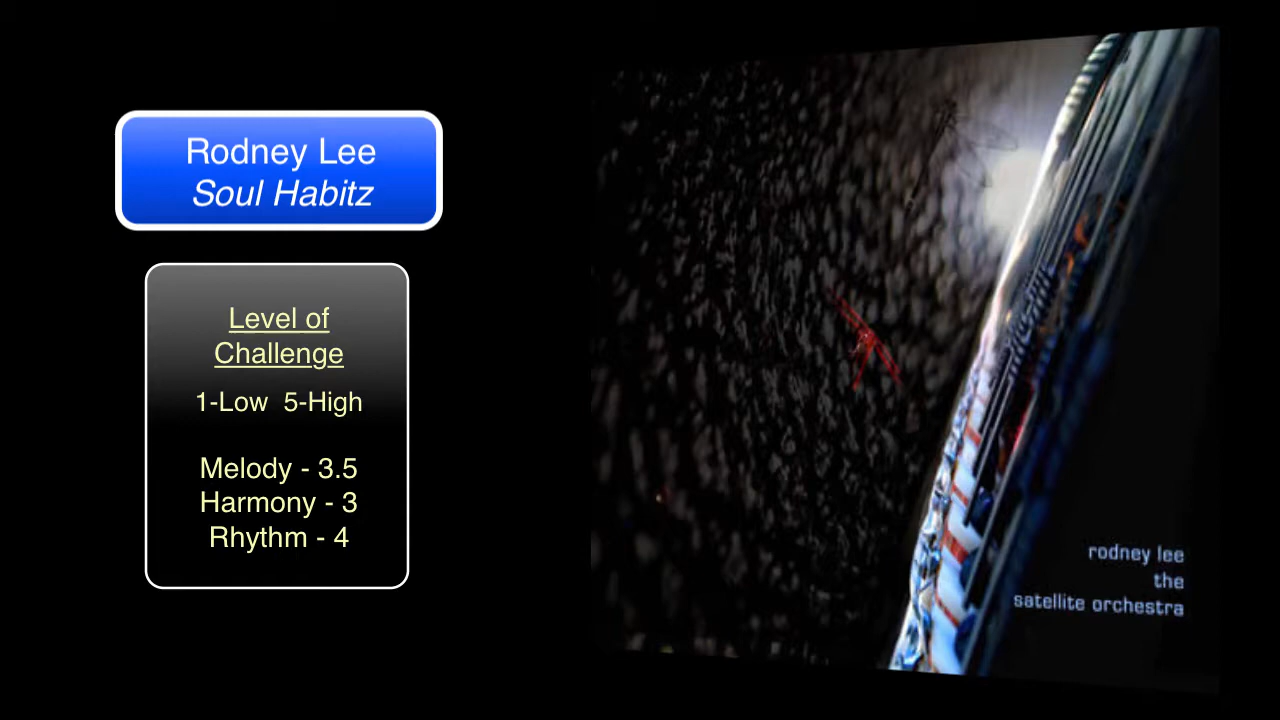 Rodney Lee
Soul Habitz
Level of
Challenge
1-Low  5-High
Melody - 3.5
Harmony - 3
Rhythm - 4
rodney lee
the
satellite orchestra